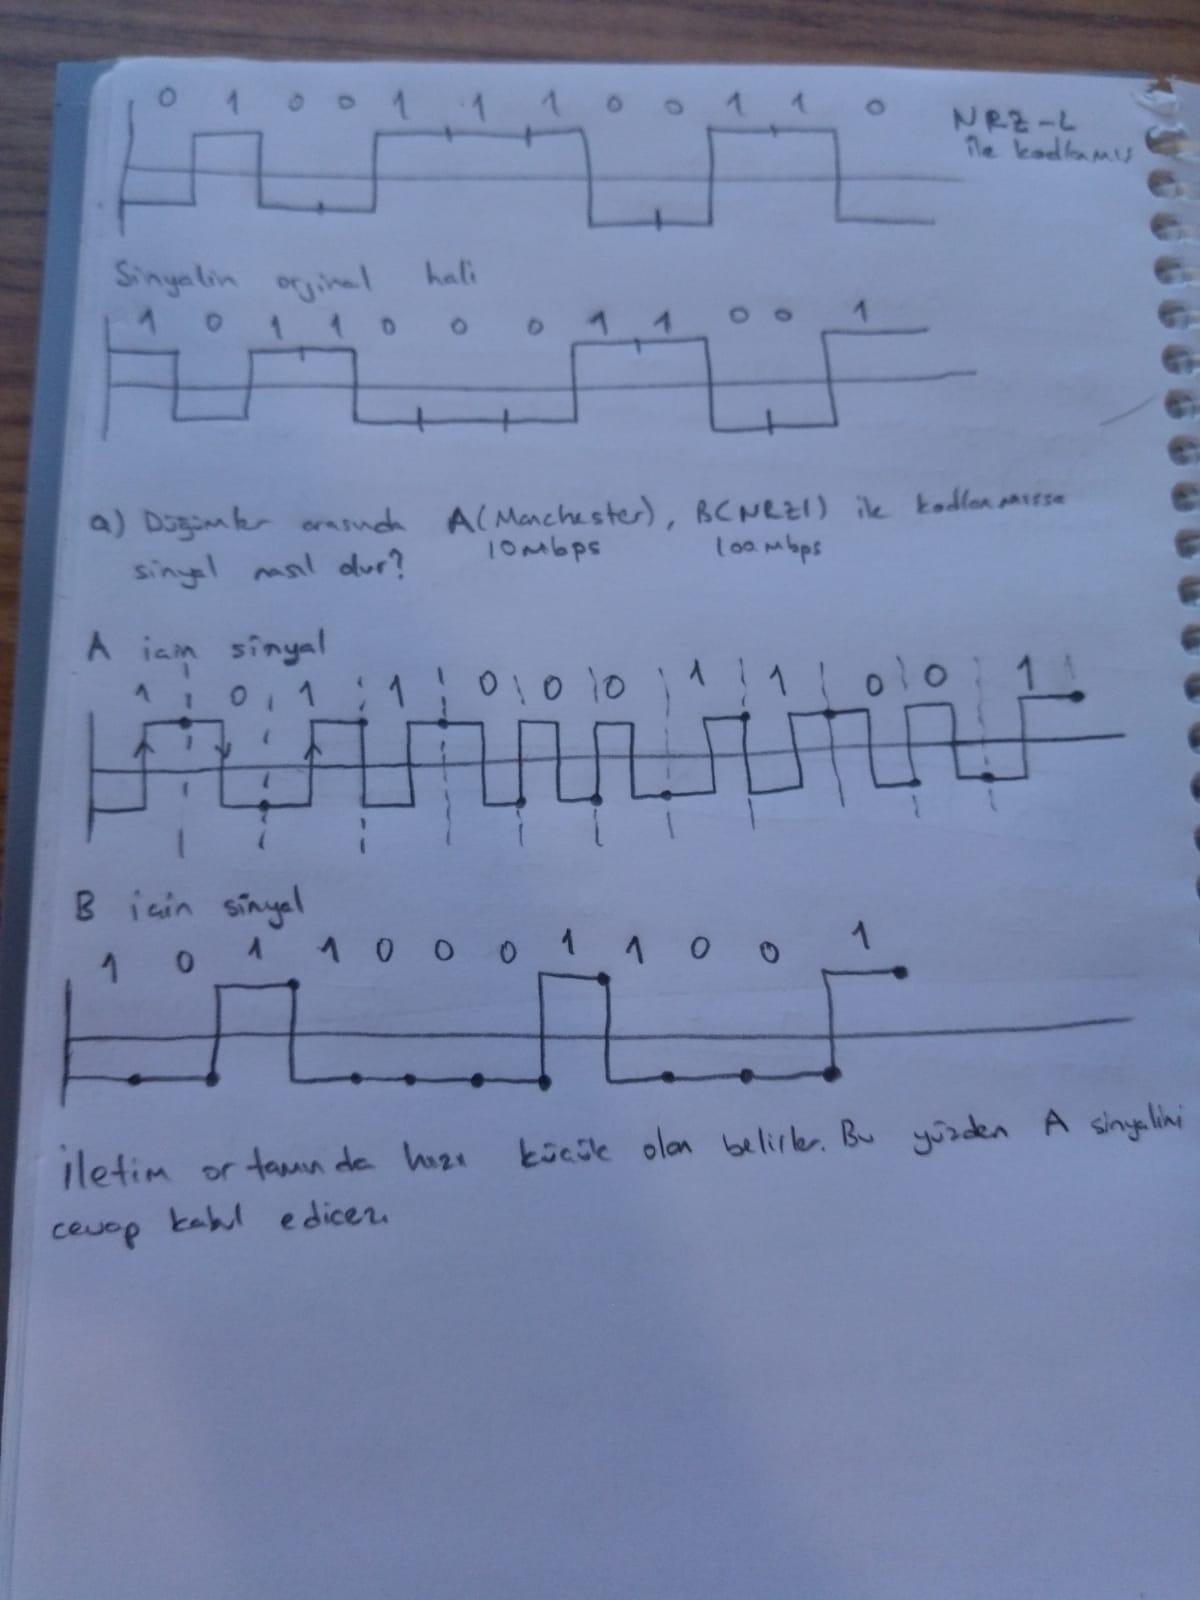 0 1 0 0 1 1 1 0 0 1 1 0
NRZ-L
ile kodlamış
Sinyalin orjinal hali
1 0 1 1 0 0 0 1 1 0 0 1
a) Düğümler arasında A(Manchester), B(NRZI) ile kodlanmıssa
10Mbps 100Mbps
sinyal nasıl olur?
A için sinyal
1 0 1 1 0 0 0 1 1 0 0 1
B için sinyal
1 0 1 1 0 0 0 1 1 0 0 1
İletim ortamında hızı küçük olan belirler. Bu yüzden A sinyalini
cevap kabul edicez.